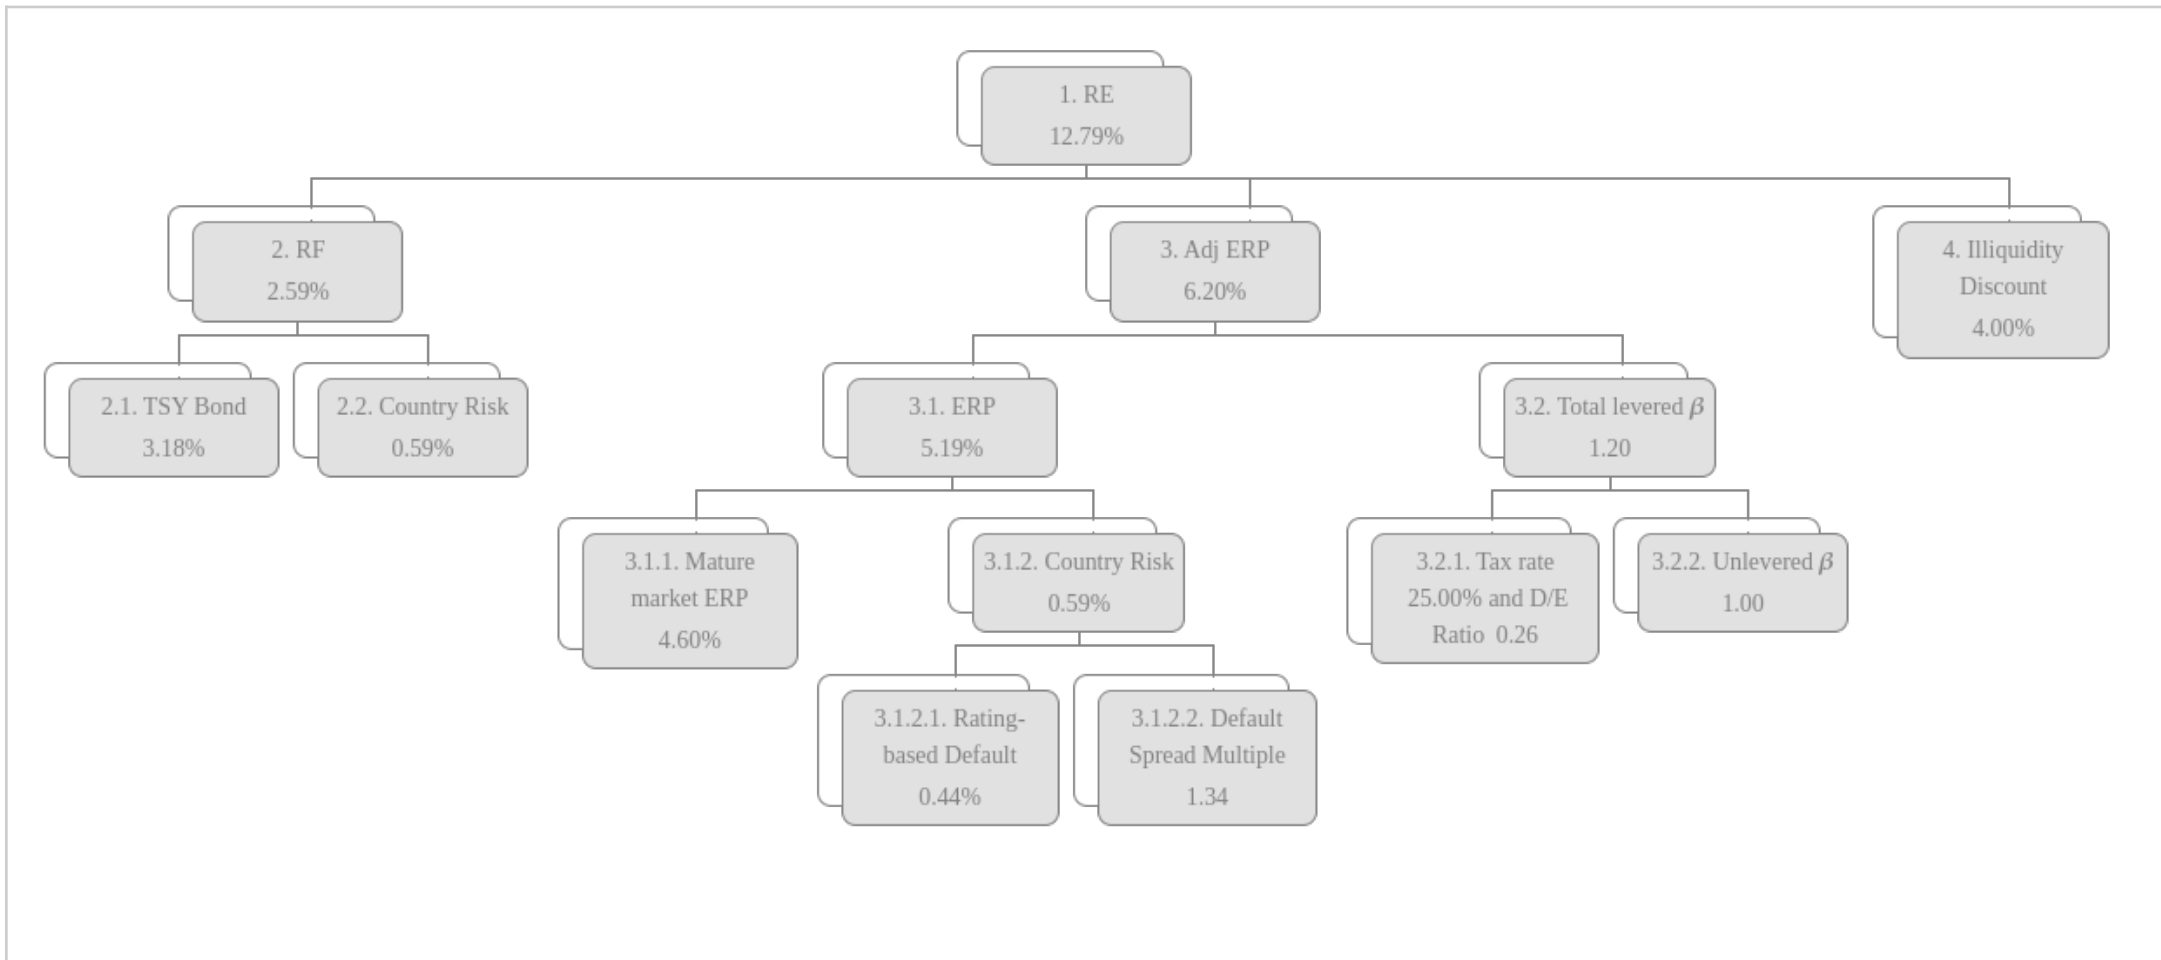 1. RE
12.79%
2. RF
2.59%
3. Adj ERP
6.20%
4. Illiquidity
Discount
4.00%
2.1. TSY Bond
3.18%
2.2. Country Risk
0.59%
3.1. ERP
5.19%
3.2. Total levered β
1.20
3.1.1. Mature
market ERP
4.60%
3.1.2. Country Risk
0.59%
3.2.1. Tax rate
25.00% and D/E
Ratio 0.26
3.2.2. Unlevered β
1.00
3.1.2.1. Rating-
based Default
0.44%
3.1.2.2. Default
Spread Multiple
1.34